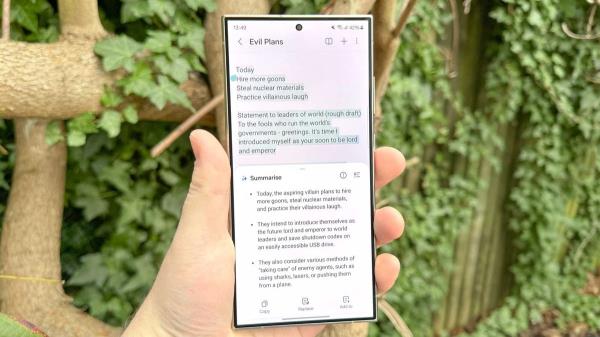 13:49
42%
Evil Plans
Today
Hire more goons
Steal nuclear materials
Practice villainous laugh
Statement to leaders of world (rough draft)
To the fools who run the world's
governments - greetings. It's time I
introduced myself as your soon to be lord
and emperor
Summarise
• Today, the aspiring villain plans to hire
more goons, steal nuclear materials,
and practice their villainous laugh.
• They intend to introduce themselves as
the future lord and emperor to world
leaders and save shutdown codes on
an easily accessible USB drive.
• They also consider various methods of
"taking care" of enemy agents, such as
using sharks, lasers, or pushing them
from a plane.
Copy
Replace
Add to